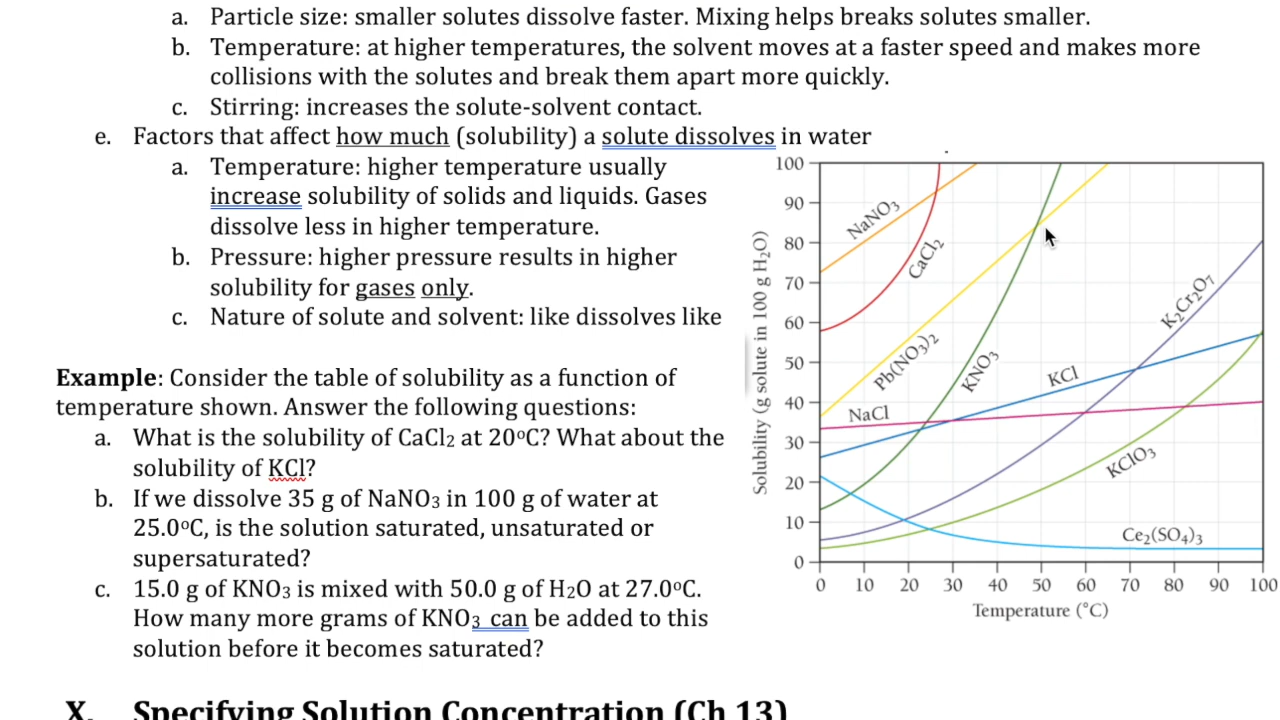 a. Particle size: smaller solutes dissolve faster. Mixing helps breaks solutes smaller.
b. Temperature: at higher temperatures, the solvent moves at a faster speed and makes more
collisions with the solutes and break them apart more quickly.
c. Stirring: increases the solute-solvent contact.
e. Factors that affect how much (solubility) a solute dissolves in water
a. Temperature: higher temperature usually
increase solubility of solids and liquids. Gases
dissolve less in higher temperature.
b. Pressure: higher pressure results in higher
solubility for gases only.
c. Nature of solute and solvent: like dissolves like
Example: Consider the table of solubility as a function of
temperature shown. Answer the following questions:
a. What is the solubility of CaCl2 at 20°C? What about the
solubility of KCl?
b. If we dissolve 35 g of NaNO3 in 100 g of water at
25.0°C, is the solution saturated, unsaturated or
supersaturated?
c. 15.0 g of KNO3 is mixed with 50.0 g of H2O at 27.0°C.
How many more grams of KNO3 can be added to this
solution before it becomes saturated?
Solubility (g solute in 100 g H₂O)
100
90
80
70
60
50
40
30
20
10
0
NaNO₃
CaCl₂
Pb(NO₃)₂
KNO₃
K₂Cr₂O₇
KCl
NaCl
KClO₃
Ce₂(SO₄)₃
0 10 20 30 40 50 60 70 80 90 100
Temperature (°C)
X. Specifying Solution Concentration (Ch 13)